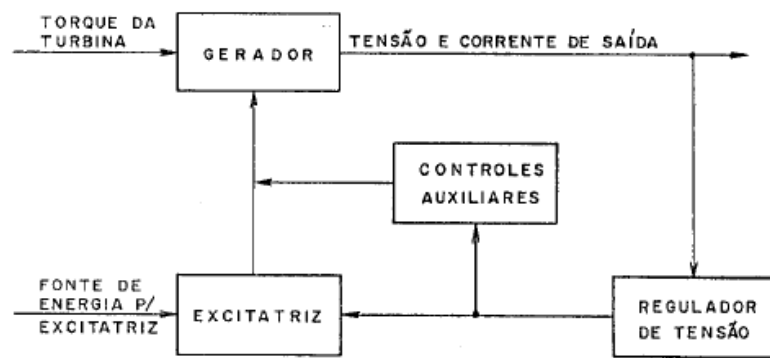 TORQUE DA
TURBINA
GERADOR
TENSÃO E CORRENTE DE SAÍDA
CONTROLES
AUXILIARES
FONTE DE
ENERGIA P/
EXCITATRIZ
EXCITATRIZ
REGULADOR
DE TENSÃO